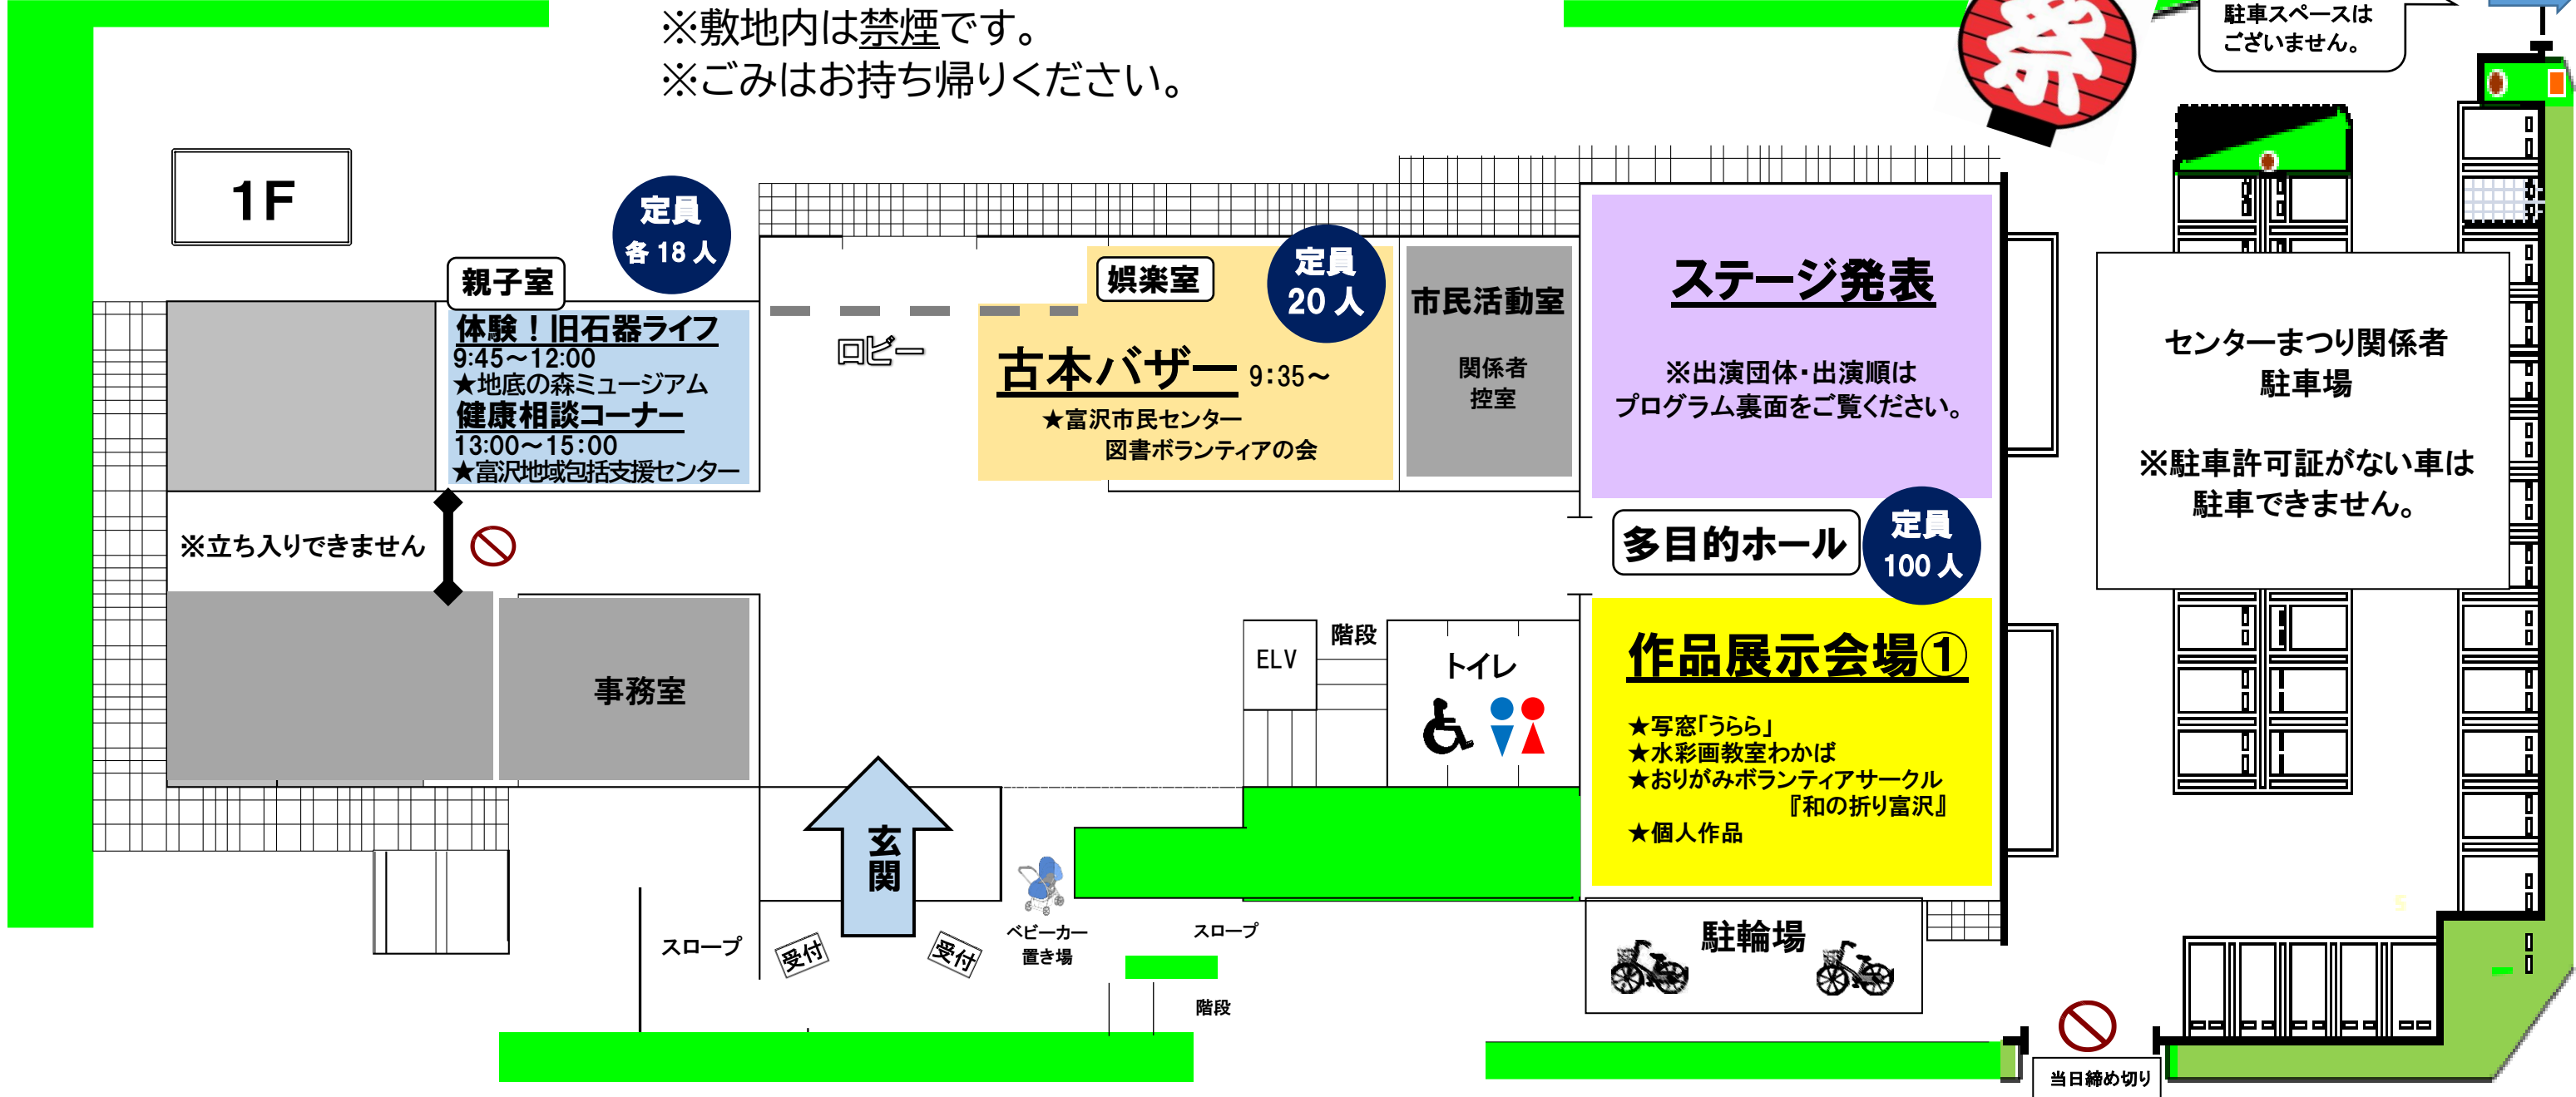 ※敷地内は禁煙です。
※ごみはお持ち帰りください。
祭
駐車スペースは
ございません。
1F
定員
各18人
親子室
体験！旧石器ライフ
9:45～12:00
★地底の森ミュージアム
健康相談コーナー
13:00～15:00
★富沢地域包括支援センター
ロビー
娯楽室
定員
20人
古本バザー 9:35～
★富沢市民センター
図書ボランティアの会
市民活動室
関係者
控室
ステージ発表
※出演団体・出演順は
プログラム裏面をご覧ください。
センターまつり関係者
駐車場
※駐車許可証がない車は
駐車できません。
※立ち入りできません
多目的ホール
定員
100人
事務室
ELV
階段
トイレ
作品展示会場①
★写窓「うらら」
★水彩画教室わかば
★おりがみボランティアサークル
『和の折り富沢』
★個人作品
玄関
スロープ
受付
受付
ベビーカー
置き場
スロープ
階段
駐輪場
当日締め切り